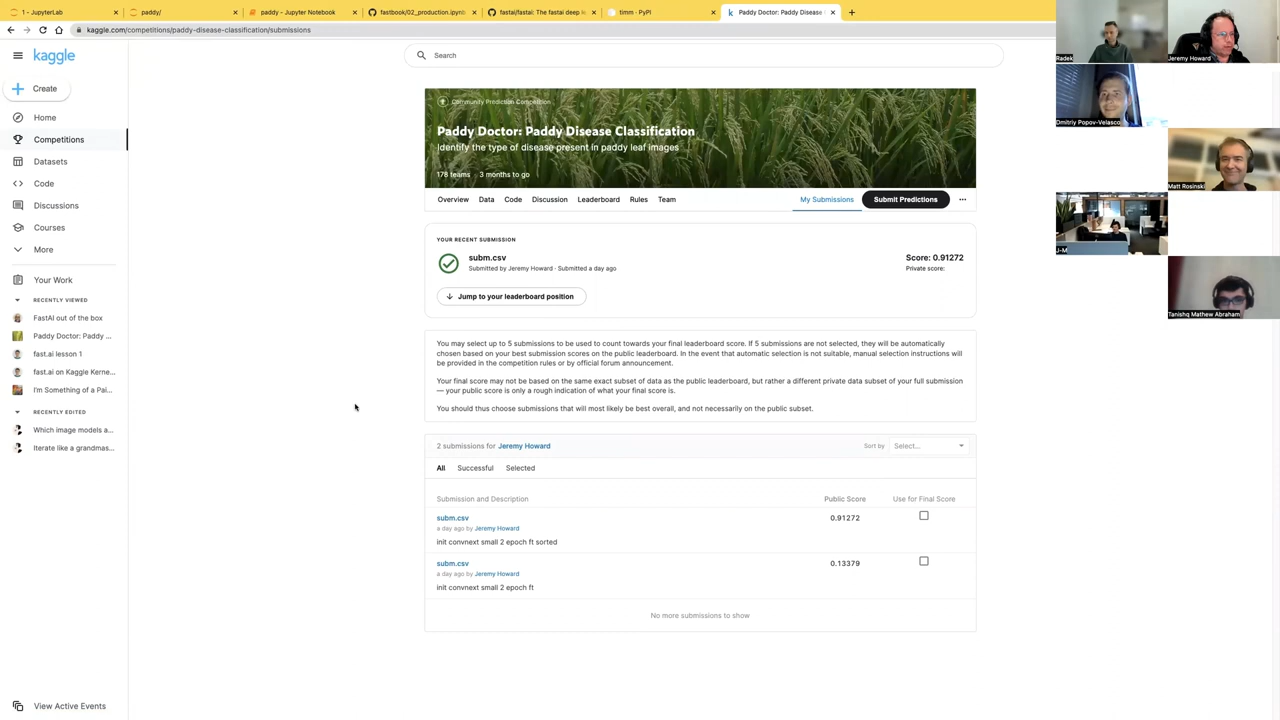 1 - JupyterLab
paddy/
paddy - Jupyter Notebook
fastbook/02_production.ipynb
fastai/fastai: The fastai deep le
timm · PyPI
Paddy Doctor: Paddy Disease
kaggle.com/competitions/paddy-disease-classification/submissions
kaggle
Search
Create
Home
Competitions
Datasets
Code
Discussions
Courses
More
Your Work
RECENTLY VIEWED
FastAI out of the box
Paddy Doctor: Paddy ...
fast.ai lesson 1
fast.ai on Kaggle Kerne...
I'm Something of a Pai...
RECENTLY EDITED
Which image models a...
Iterate like a grandmas...
View Active Events
Community Prediction Competition
Paddy Doctor: Paddy Disease Classification
Identify the type of disease present in paddy leaf images
178 teams 3 months to go
Overview Data Code Discussion Leaderboard Rules Team My Submissions Submit Predictions ...
YOUR RECENT SUBMISSION
subm.csv
Submitted by Jeremy Howard · Submitted a day ago
Score: 0.91272
Private score:
Jump to your leaderboard position
You may select up to 5 submissions to be used to count towards your final leaderboard score. If 5 submissions are not selected, they will be automatically
chosen based on your best submission scores on the public leaderboard. In the event that automatic selection is not suitable, manual selection instructions will
be provided in the competition rules or by official forum announcement.
Your final score may not be based on the same exact subset of data as the public leaderboard, but rather a different private data subset of your full submission
— your public score is only a rough indication of what your final score is.
You should thus choose submissions that will most likely be best overall, and not necessarily on the public subset.
2 submissions for Jeremy Howard
Sort by Select...
All Successful Selected
Submission and Description Public Score Use for Final Score
subm.csv 0.91272
a day ago by Jeremy Howard
init convnext small 2 epoch ft sorted
subm.csv 0.13379
a day ago by Jeremy Howard
init convnext small 2 epoch ft
No more submissions to show
Radek
Jeremy Howard
Dmitriy Popov-Velasco
Matt Rosinski
J-M
Tanishq Mathew Abraham